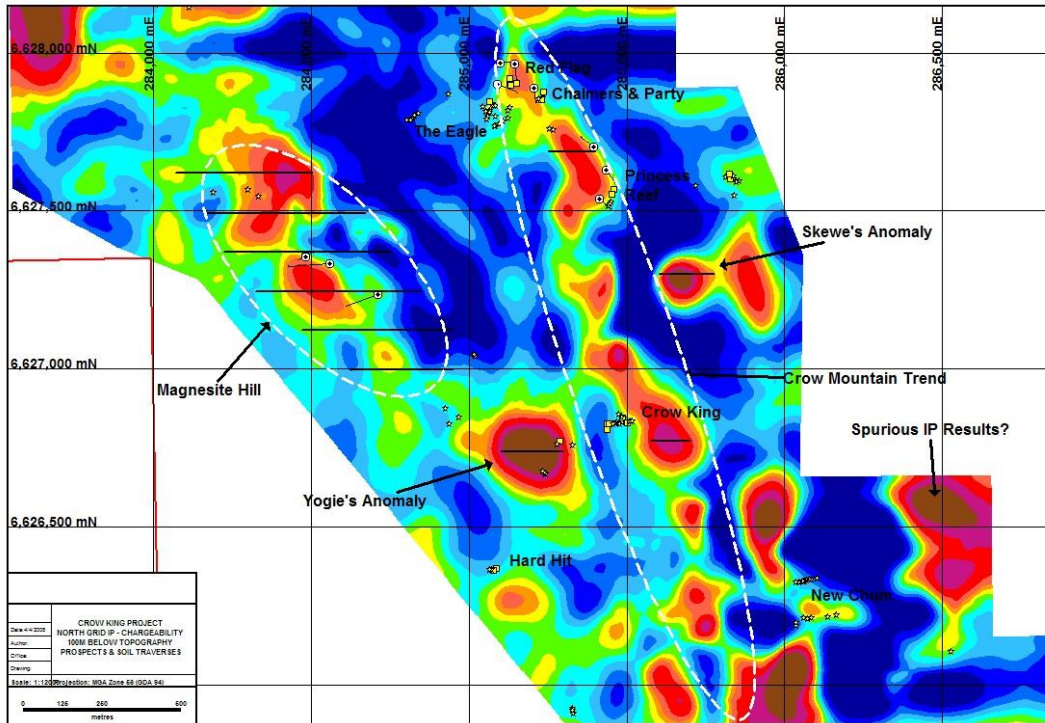 284,000 mE
285,000 mE
286,000 mE
286,500 mE
6,628,000 mN
6,627,500 mN
6,627,000 mN
6,626,500 mN
Red Flag
Chalmers & Party
The Eagle
Princess
Reef
Skewe's Anomaly
Magnesite Hill
Crow Mountain Trend
Crow King
Spurious IP Results?
Yogie's Anomaly
Hard Hit
New Chum
CROW KING PROJECT
NORTH GRID IP - CHARGEABILITY
100M BELOW TOPOGRAPHY
PROSPECTS & SOIL TRAVERSES
Author:
Office:
Drawing:
Projection: MGA Zone 56 (GDA 94)
0 125 250 500
metres